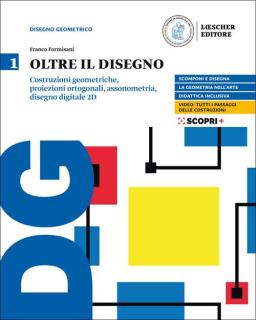 DISEGNO GEOMETRICO
LŒSCHER
EDITORE
Franco Formisani
1 OLTRE IL DISEGNO
Costruzioni geometriche,
proiezioni ortogonali, assonometria,
disegno digitale 2D
SCOMPONI E DISEGNA
LA GEOMETRIA NELL'ARTE
DIDATTICA INCLUSIVA
VIDEO: TUTTI I PASSAGGI
DELLE COSTRUZIONI
SCOPRI+
DG